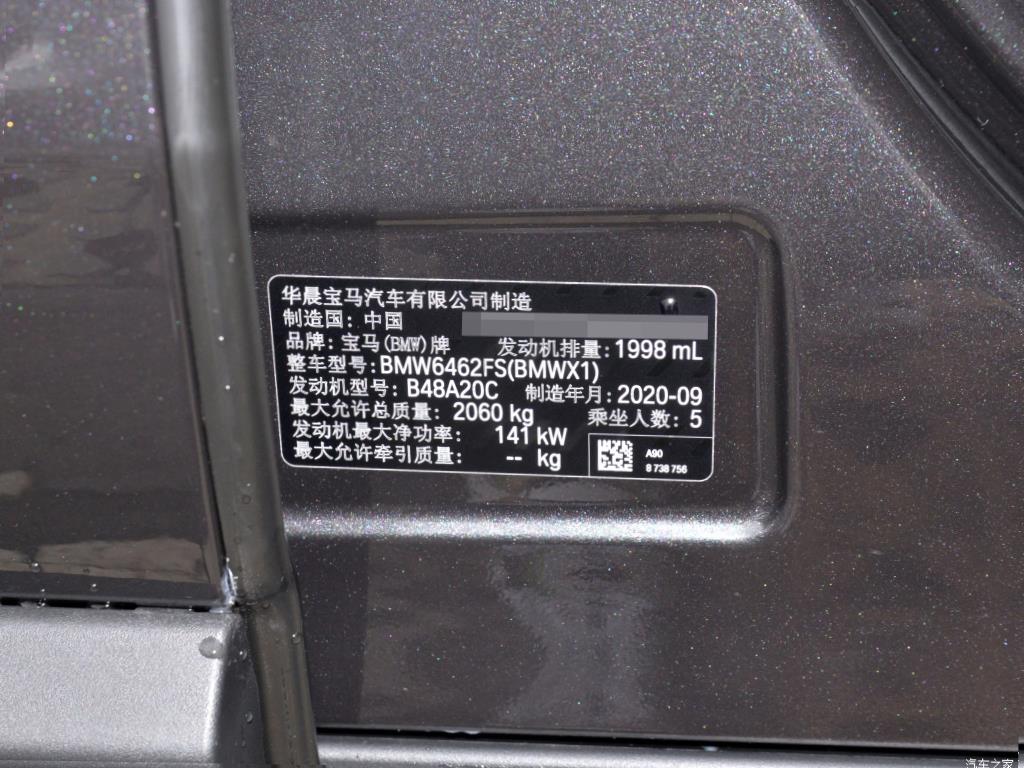 华晨宝马汽车有限公司制造
制造国：中国
品牌：宝马(BMW)牌 发动机排量：1998 mL
整车型号：BMW6462FS(BMWX1)
发动机型号：B48A20C 制造年月：2020-09
最大允许总质量：2060 kg 乘坐人数：5
发动机最大净功率：141 kW
最大允许牵引质量：-- kg
A90
8 738 756
汽车之家